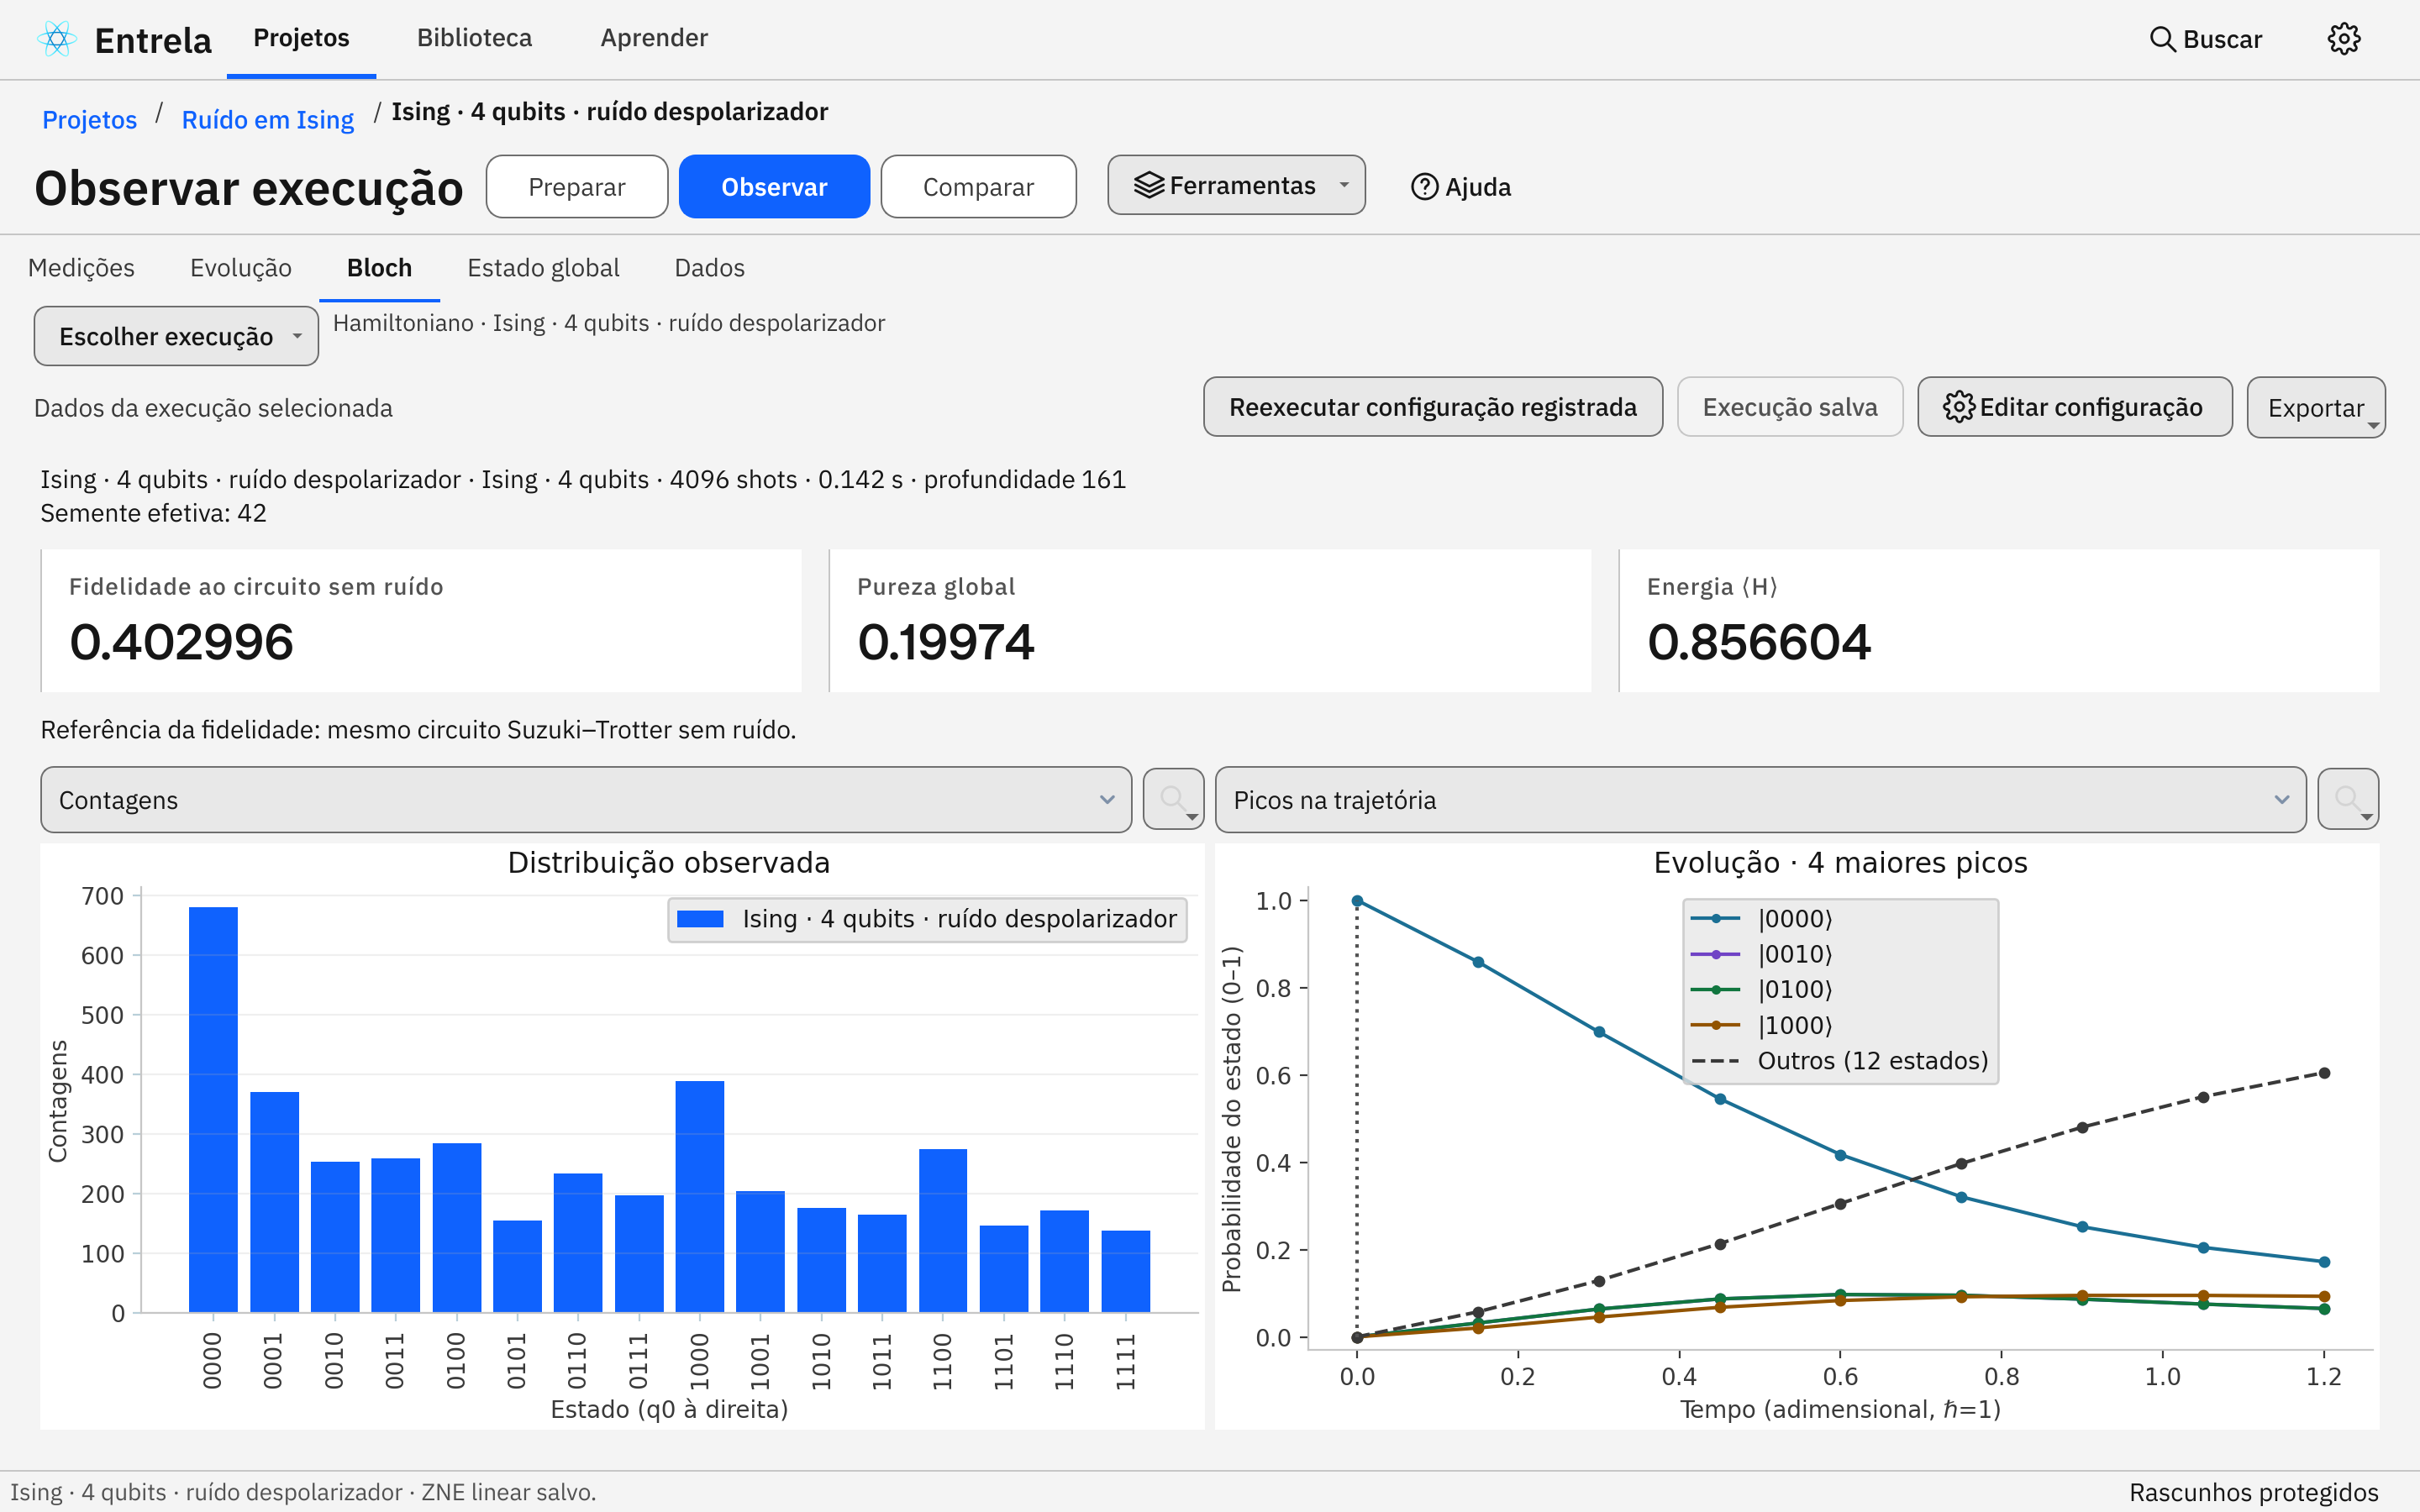 Entrela
Projetos
Biblioteca
Aprender
Buscar
Projetos / Ruído em Ising / Ising · 4 qubits · ruído despolarizador
Observar execução
Preparar
Observar
Comparar
Ferramentas
Ajuda
Medições
Evolução
Bloch
Estado global
Dados
Escolher execução
Hamiltoniano · Ising · 4 qubits · ruído despolarizador
Dados da execução selecionada
Reexecutar configuração registrada
Execução salva
Editar configuração
Exportar
Ising · 4 qubits · ruído despolarizador · Ising · 4 qubits · 4096 shots · 0.142 s · profundidade 161
Semente efetiva: 42
Fidelidade ao circuito sem ruído
0.402996
Pureza global
0.19974
Energia ⟨H⟩
0.856604
Referência da fidelidade: mesmo circuito Suzuki–Trotter sem ruído.
Contagens
Picos na trajetória
Distribuição observada
Ising · 4 qubits · ruído despolarizador
Contagens
700
600
500
400
300
200
100
0
0000
0001
0010
0011
0100
0101
0110
0111
1000
1001
1010
1011
1100
1101
1110
1111
Estado (q0 à direita)
Evolução · 4 maiores picos
|0000⟩
|0010⟩
|0100⟩
|1000⟩
Outros (12 estados)
Probabilidade do estado (0–1)
1.0
0.8
0.6
0.4
0.2
0.0
0.0
0.2
0.4
0.6
0.8
1.0
1.2
Tempo (adimensional, ℏ=1)
Ising · 4 qubits · ruído despolarizador · ZNE linear salvo.
Rascunhos protegidos